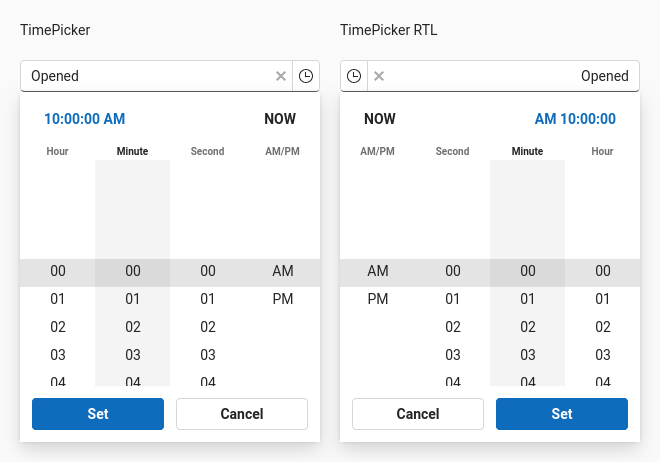 TimePicker
Opened
10:00:00 AM NOW
Hour Minute Second AM/PM
00 00 00 AM
01 01 01 PM
02 02 02
03 03 03
04 04 04
Set Cancel
TimePicker RTL
Opened
NOW AM 10:00:00
AM/PM Second Minute Hour
AM 00 00 00
PM 01 01 01
02 02 02
03 03 03
04 04 04
Cancel Set